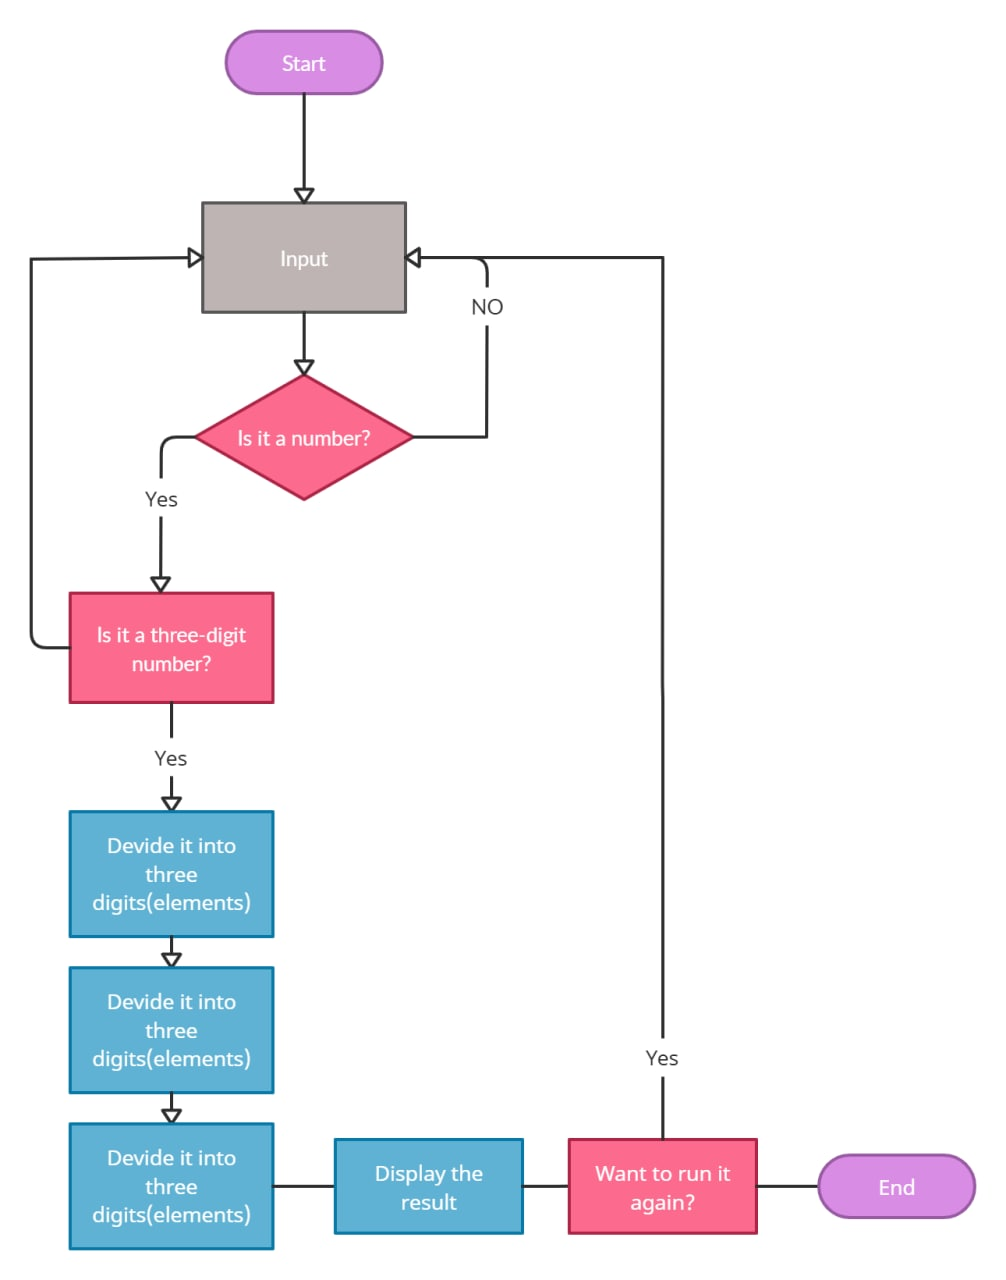 Start
Input
NO
Is it a number?
Yes
Is it a three-digit
number?
Yes
Devide it into
three
digits(elements)
Devide it into
three
digits(elements)
Devide it into
three
digits(elements)
Display the
result
Yes
Want to run it
again?
End